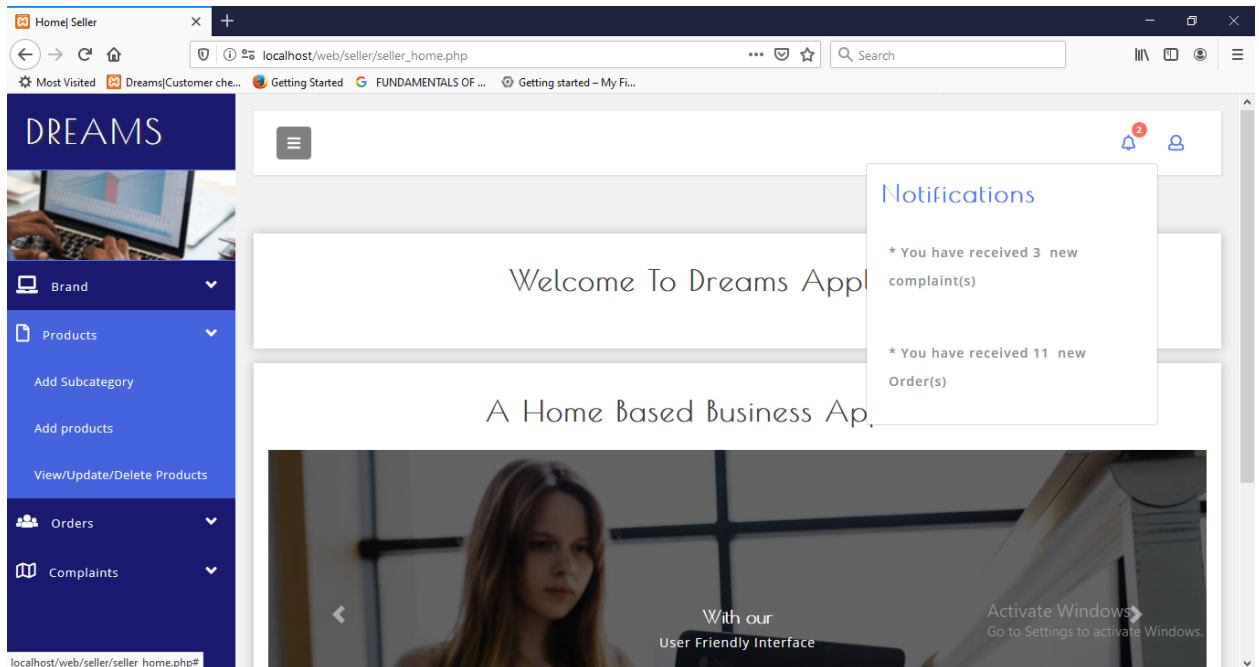 Home| Seller
localhost/web/seller/seller_home.php
Search
Most Visited
Dreams|Customer che...
Getting Started
FUNDAMENTALS OF ...
Getting started – My Fi...
DREAMS
2
Notifications
* You have received 3 new
complaint(s)
* You have received 11 new
Order(s)
Brand
Products
Add Subcategory
Add products
View/Update/Delete Products
Orders
Complaints
Welcome To Dreams Appl
A Home Based Business Ap
With our
User Friendly Interface
Activate Windows
Go to Settings to activate Windows.
localhost/web/seller/seller_home.php#